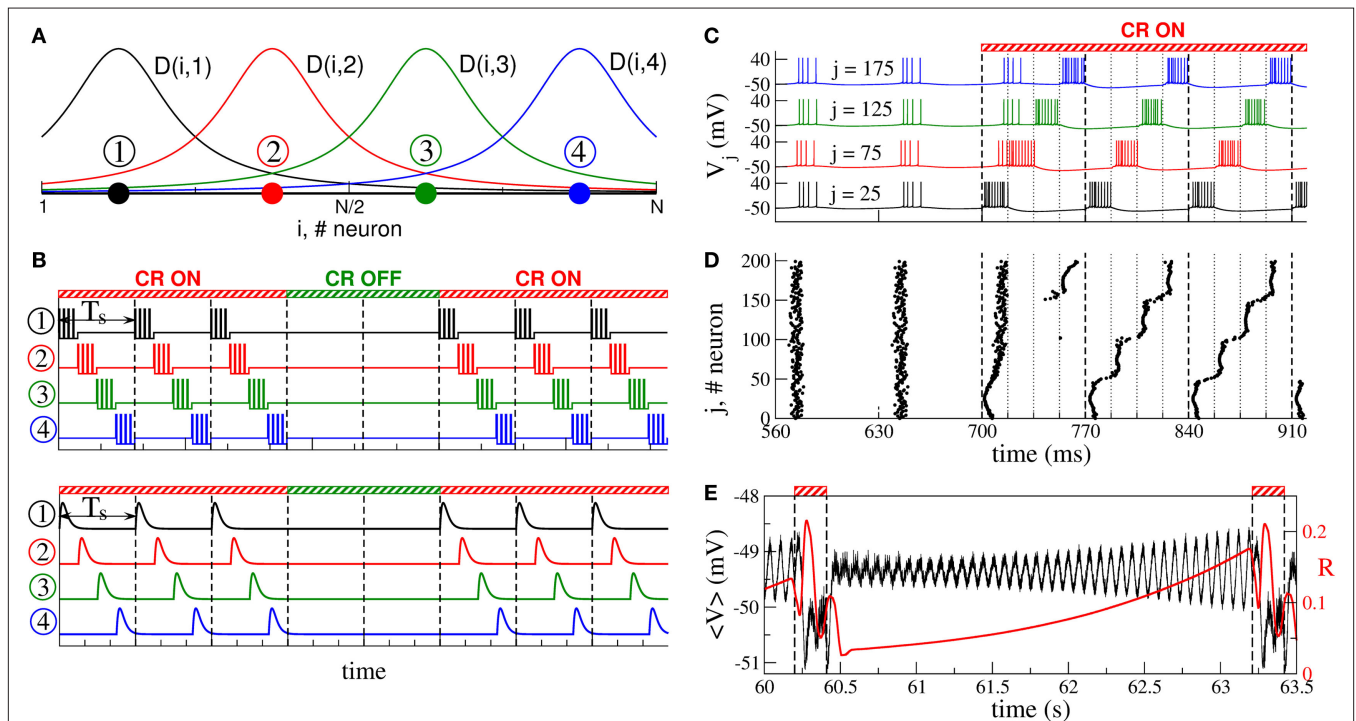 A
D(i,1)
D(i,2)
D(i,3)
D(i,4)
1
2
3
4
1
N/2
N
i, # neuron
B
CR ON
CR OFF
CR ON
1
Ts
2
3
4
1
Ts
2
3
4
time
C
CR ON
40
-50
j = 175
40
-50
j = 125
40
-50
j = 75
40
-50
j = 25
Vj (mV)
D
200
150
100
50
0
j, # neuron
560
630
700
770
840
910
time (ms)
E
-48
-49
-50
-51
<V> (mV)
0.2
0.1
0
R
60
60.5
61
61.5
62
62.5
63
63.5
time (s)